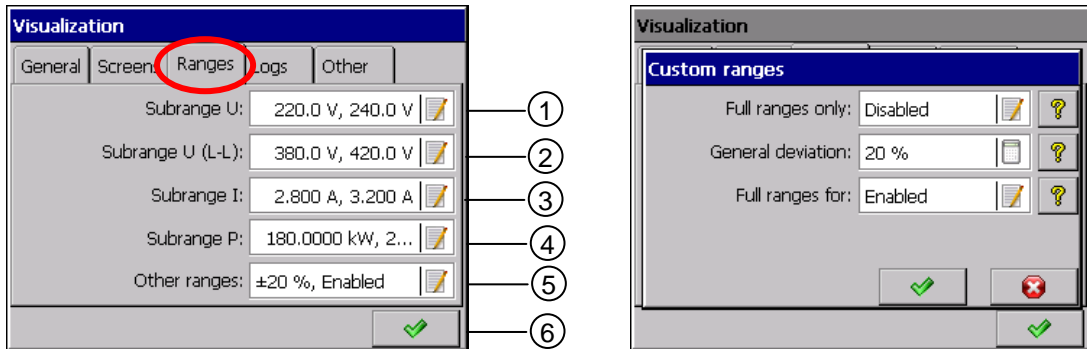 Visualization
General Screens Ranges Logs Other
Subrange U: 220.0 V, 240.0 V 1
Subrange U (L-L): 380.0 V, 420.0 V 2
Subrange I: 2.800 A, 3.200 A 3
Subrange P: 180.0000 kW, 2... 4
Other ranges: ±20 %, Enabled 5
6
Visualization
Custom ranges
Full ranges only: Disabled ?
General deviation: 20 % ?
Full ranges for: Enabled ?